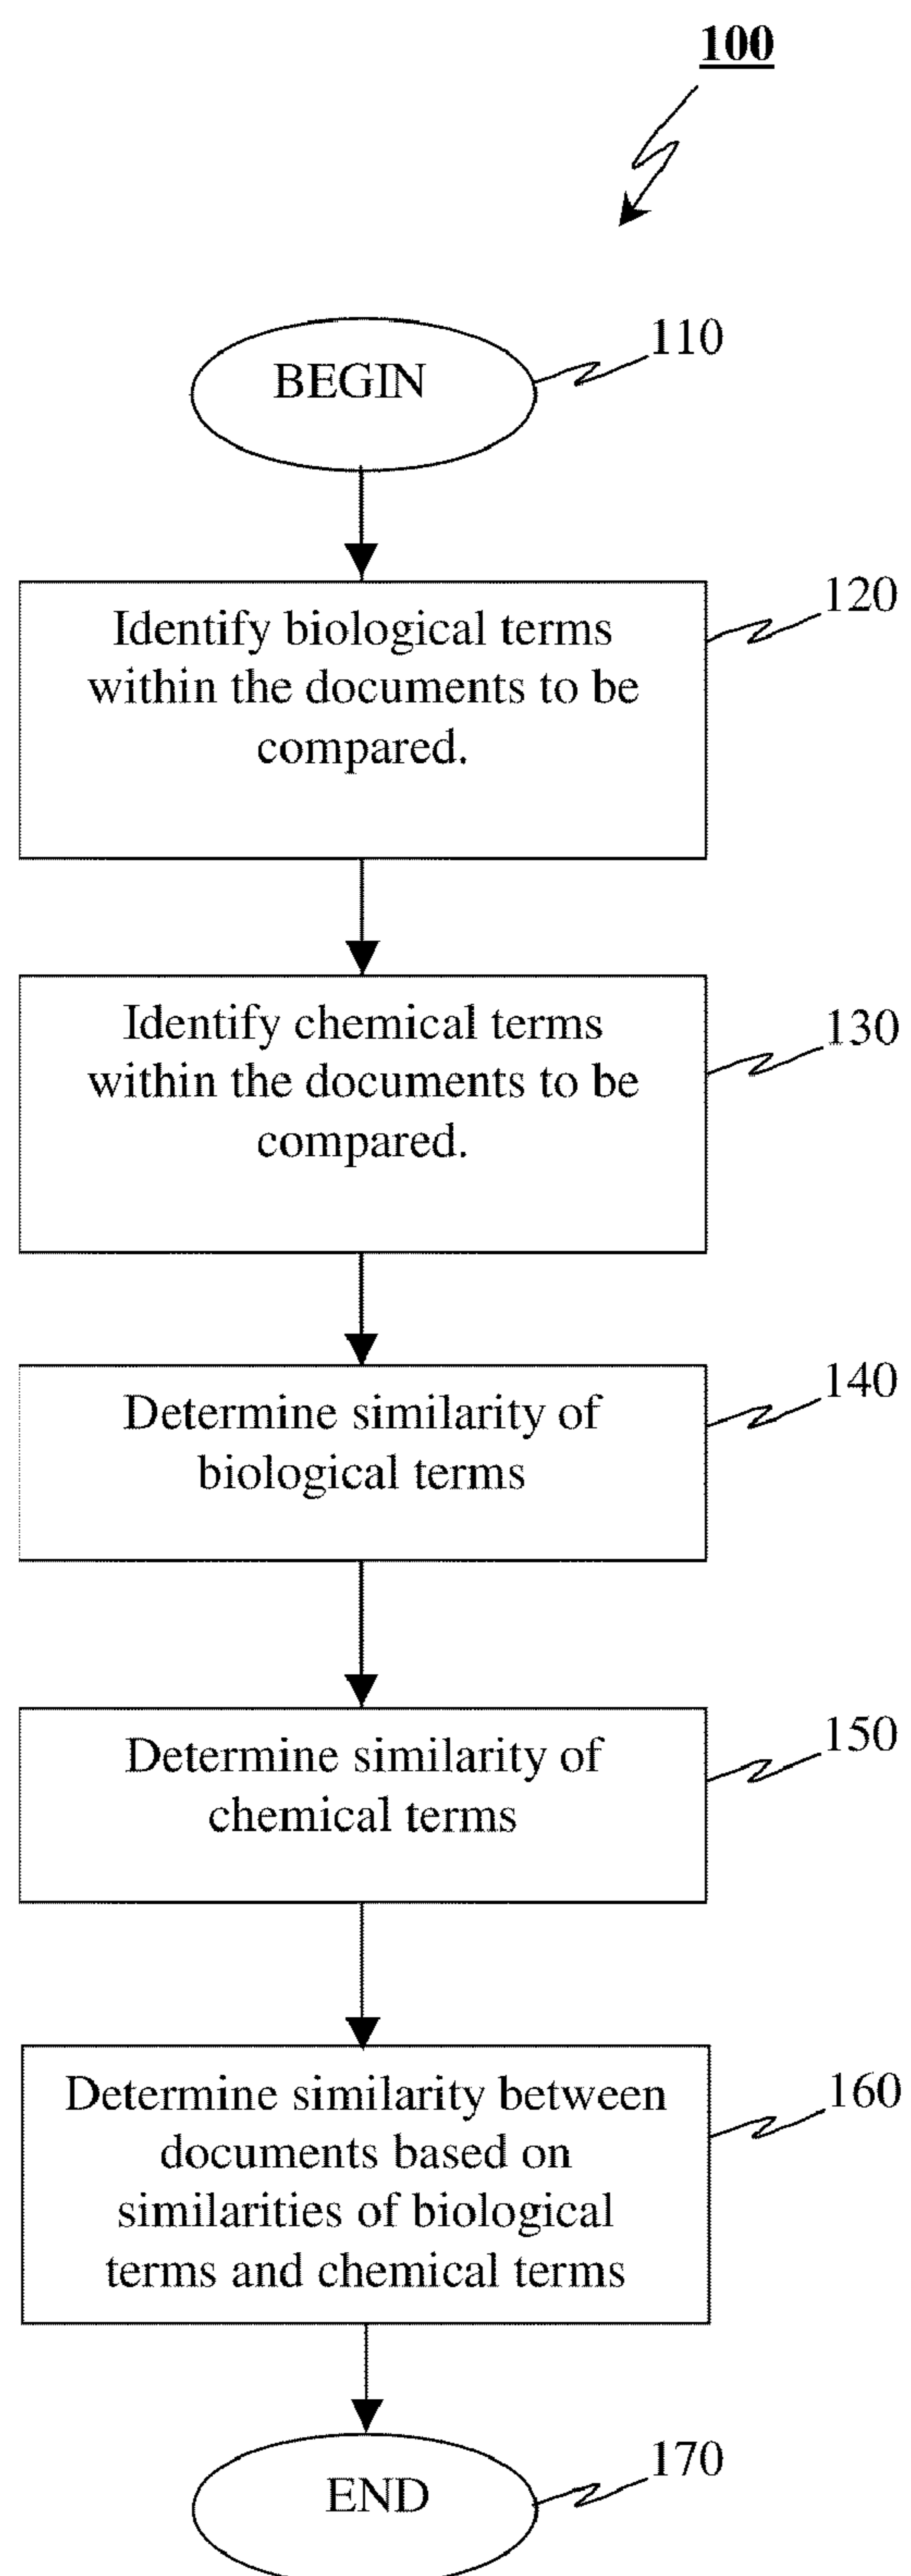 100
BEGIN
110
Identify biological terms
within the documents to be
compared.
120
Identify chemical terms
within the documents to be
compared.
130
Determine similarity of
biological terms
140
Determine similarity of
chemical terms
150
Determine similarity between
documents based on
similarities of biological
terms and chemical terms
160
END
170